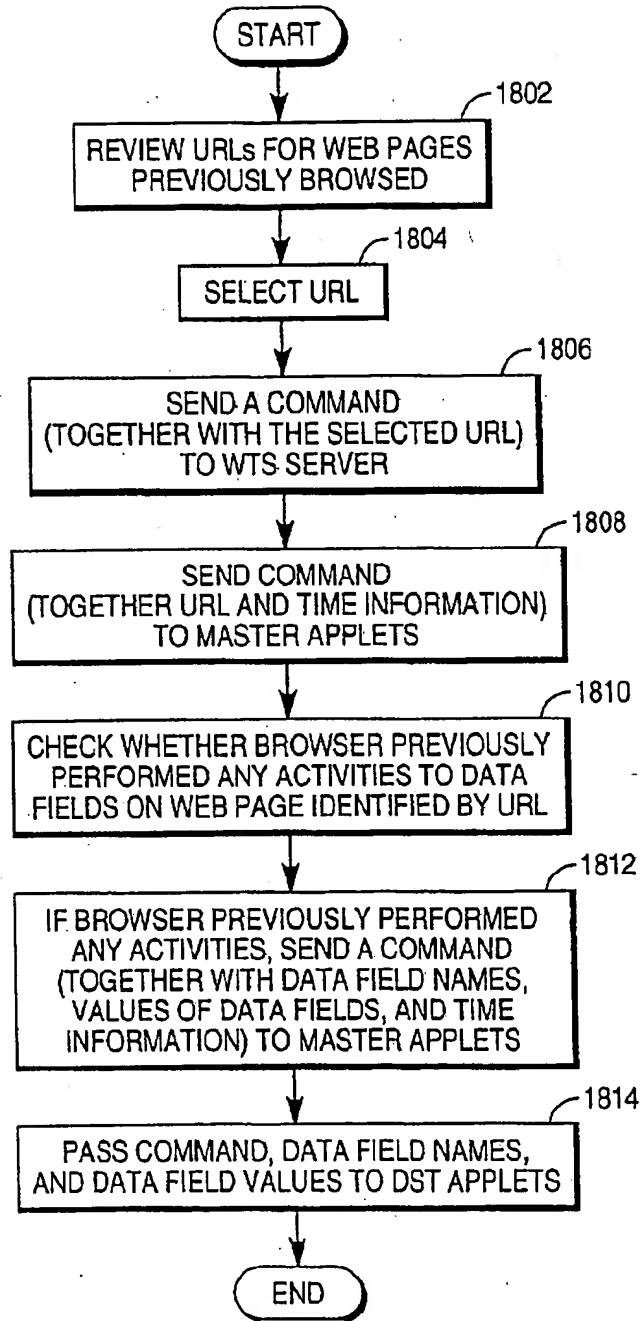 START
1802
REVIEW URLs FOR WEB PAGES
PREVIOUSLY BROWSED
1804
SELECT URL
1806
SEND A COMMAND
(TOGETHER WITH THE SELECTED URL)
TO WTS SERVER
1808
SEND COMMAND
(TOGETHER URL AND TIME INFORMATION)
TO MASTER APPLETS
1810
CHECK WHETHER BROWSER PREVIOUSLY
PERFORMED ANY ACTIVITIES TO DATA
FIELDS ON WEB PAGE IDENTIFIED BY URL
1812
IF BROWSER PREVIOUSLY PERFORMED
ANY ACTIVITIES, SEND A COMMAND
(TOGETHER WITH DATA FIELD NAMES,
VALUES OF DATA FIELDS, AND TIME
INFORMATION) TO MASTER APPLETS
1814
PASS COMMAND, DATA FIELD NAMES,
AND DATA FIELD VALUES TO DST APPLETS
END